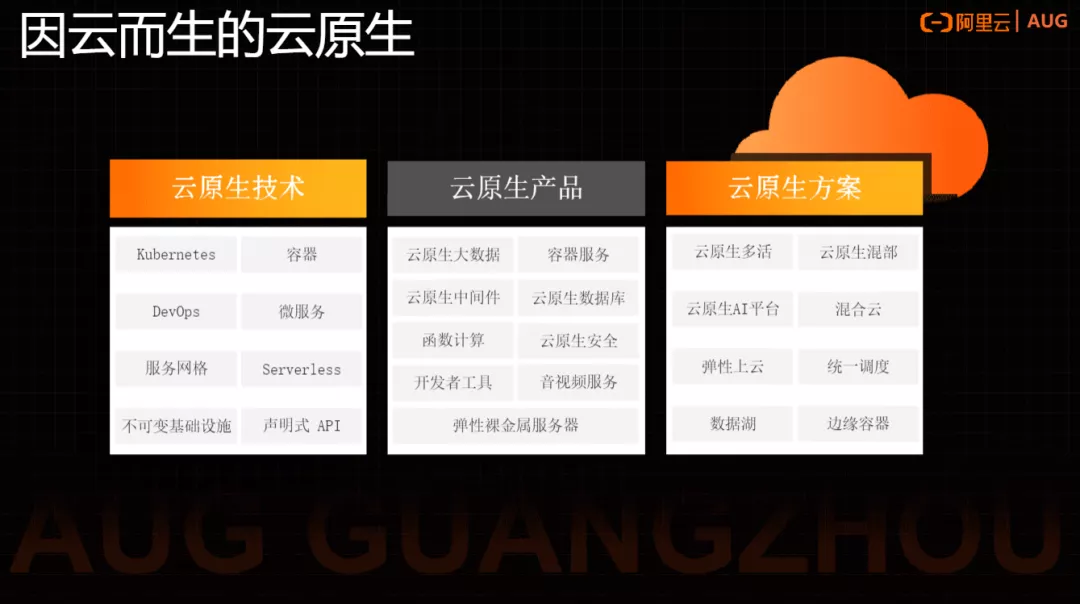 因云而生的云原生
阿里云 | AUG
云原生技术
Kubernetes 容器
DevOps 微服务
服务网格 Serverless
不可变基础设施 声明式 API
云原生产品
云原生大数据 容器服务
云原生中间件 云原生数据库
函数计算 云原生安全
开发者工具 音视频服务
弹性裸金属服务器
云原生方案
云原生多活 云原生混部
云原生AI平台 混合云
弹性上云 统一调度
数据湖 边缘容器
AUG GUANGZHOU